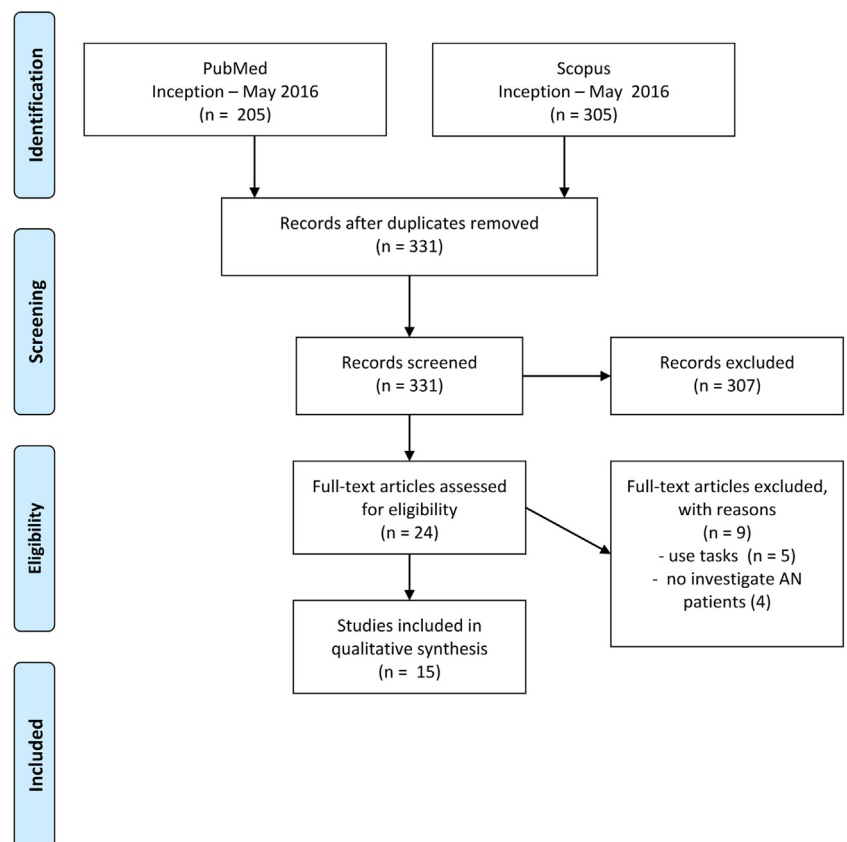 Identification
PubMed
Inception – May 2016
(n = 205)
Scopus
Inception – May 2016
(n = 305)
Records after duplicates removed
(n = 331)
Screening
Records screened
(n = 331)
Records excluded
(n = 307)
Eligibility
Full-text articles assessed
for eligibility
(n = 24)
Full-text articles excluded,
with reasons
(n = 9)
- use tasks (n = 5)
- no investigate AN
patients (4)
Studies included in
qualitative synthesis
(n = 15)
Included